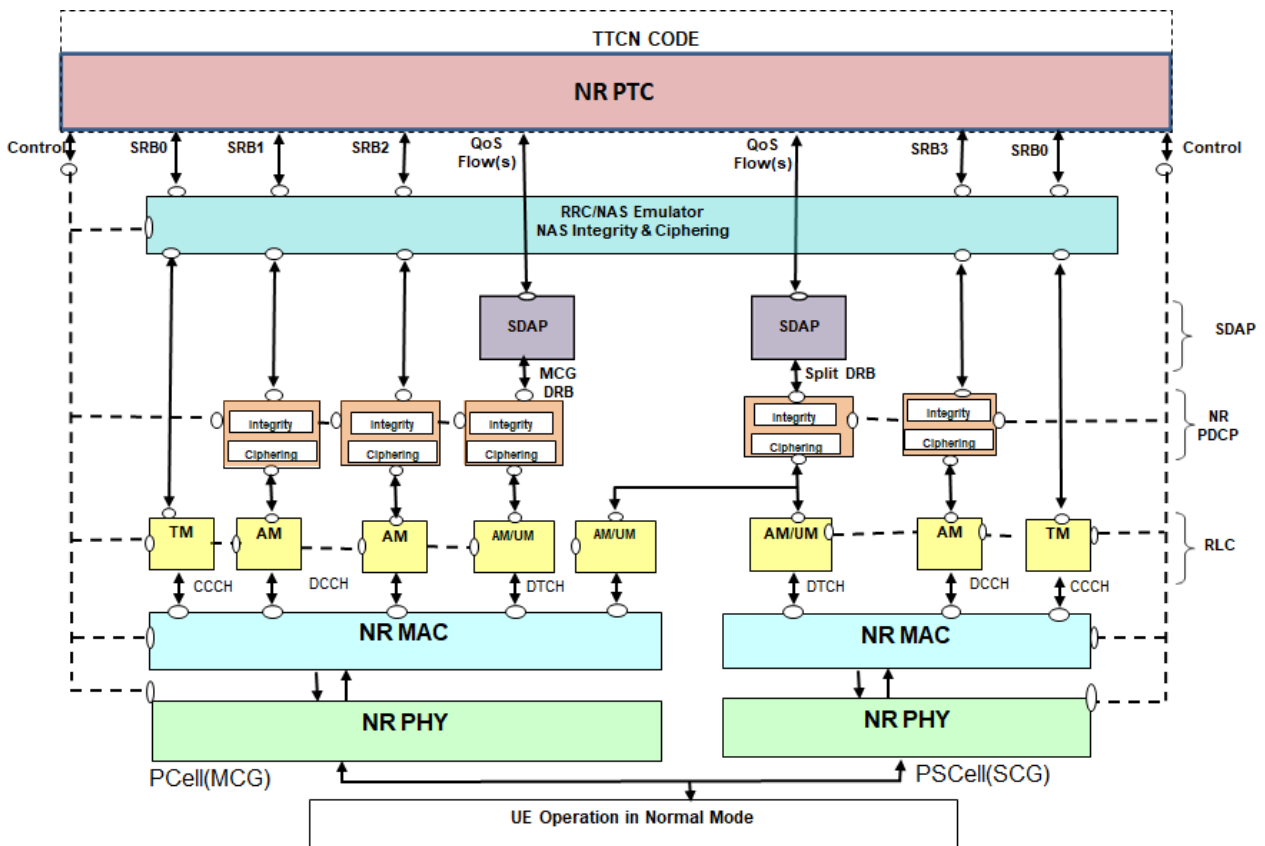 TTCN CODE
NR PTC
Control
SRB0
SRB1
SRB2
QoS
Flow(s)
QoS
Flow(s)
SRB3
SRB0
Control
RRC/NAS Emulator
NAS Integrity & Ciphering
SDAP
SDAP
SDAP
MCG
DRB
Split DRB
Integrity
Ciphering
Integrity
Ciphering
Integrity
Ciphering
Integrity
Ciphering
Integrity
Ciphering
NR
PDCP
TM
AM
AM
AM/UM
AM/UM
AM/UM
AM
TM
RLC
CCCH
DCCH
DTCH
DTCH
DCCH
CCCH
NR MAC
NR MAC
NR PHY
NR PHY
PCell(MCG)
PSCell(SCG)
UE Operation in Normal Mode